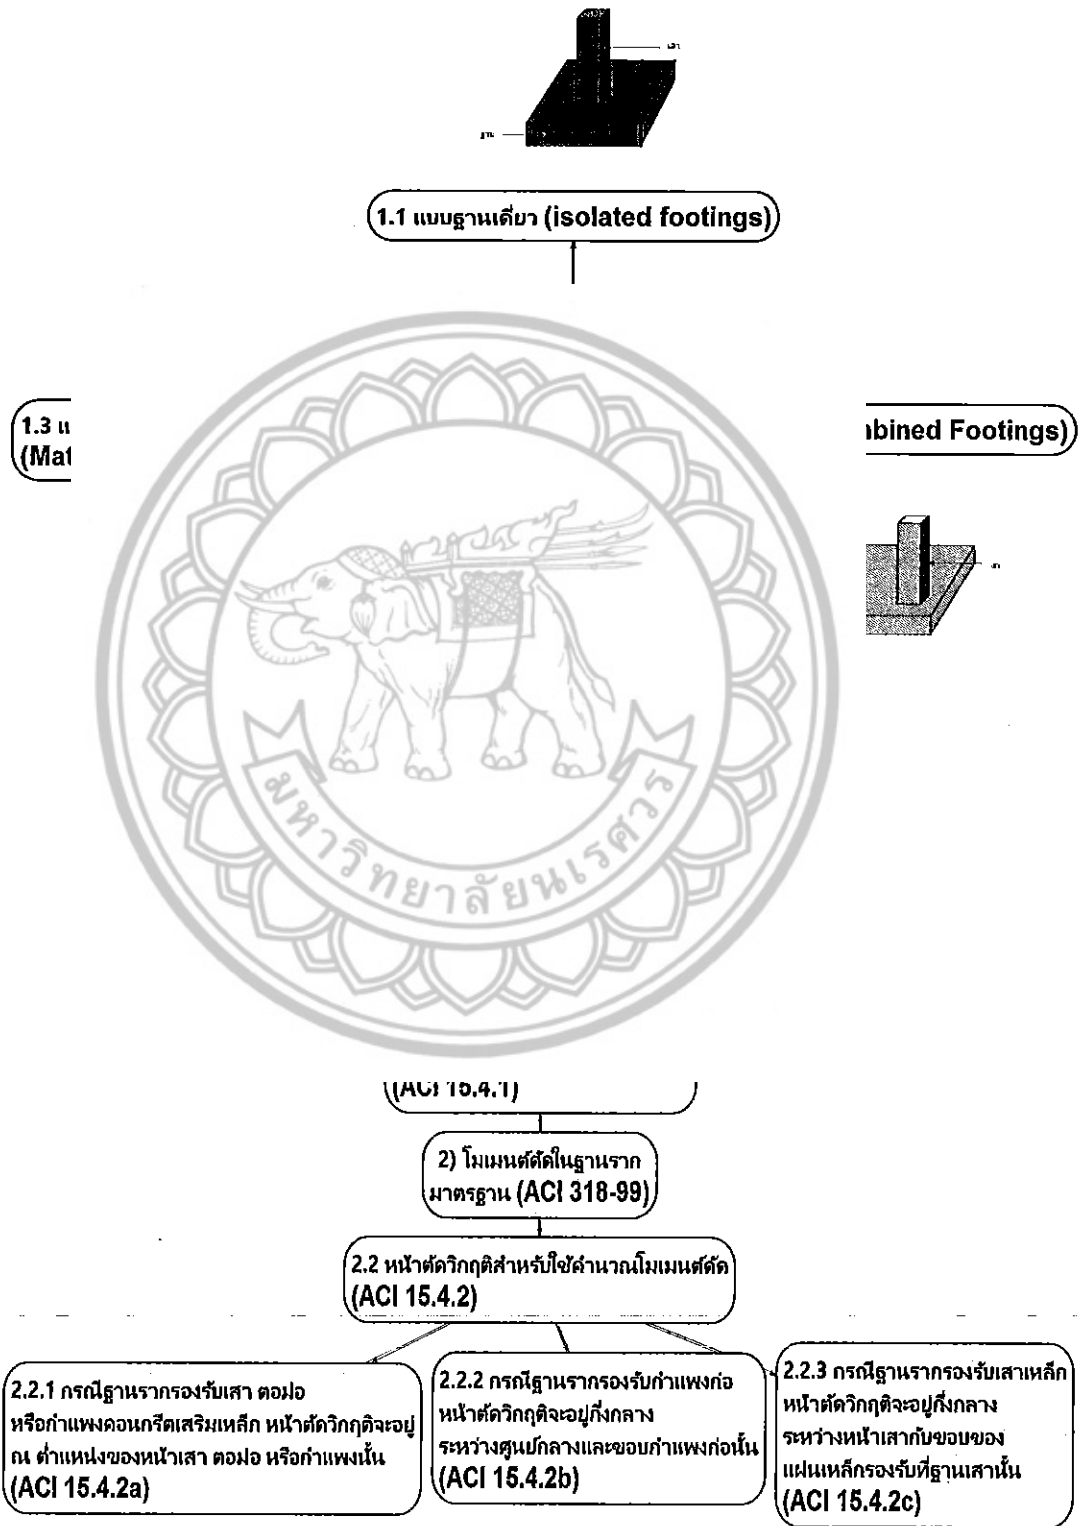 เสา
ฐาน
1.1 แบบฐานเดี่ยว (isolated footings)
1.3 แ
(Mat
nbined Footings)
เสา
มหาวิทยาลัยนเรศวร
(ACI 15.4.1)
2) โมเมนต์ดัดในฐานราก
มาตรฐาน (ACI 318-99)
2.2 หน้าตัดวิกฤติสำหรับใช้คำนวณโมเมนต์ดัด
(ACI 15.4.2)
2.2.1 กรณีฐานรากรองรับเสา ตอม่อ
หรือกำแพงคอนกรีตเสริมเหล็ก หน้าตัดวิกฤติจะอยู่
ณ ตำแหน่งของหน้าเสา ตอม่อ หรือกำแพงนั้น
(ACI 15.4.2a)
2.2.2 กรณีฐานรากรองรับกำแพงก่อ
หน้าตัดวิกฤติจะอยู่กึ่งกลาง
ระหว่างศูนย์กลางและขอบกำแพงก่อนั้น
(ACI 15.4.2b)
2.2.3 กรณีฐานรากรองรับเสาเหล็ก
หน้าตัดวิกฤติจะอยู่กึ่งกลาง
ระหว่างหน้าเสากับขอบของ
แผ่นเหล็กรองรับที่ฐานเสานั้น
(ACI 15.4.2c)